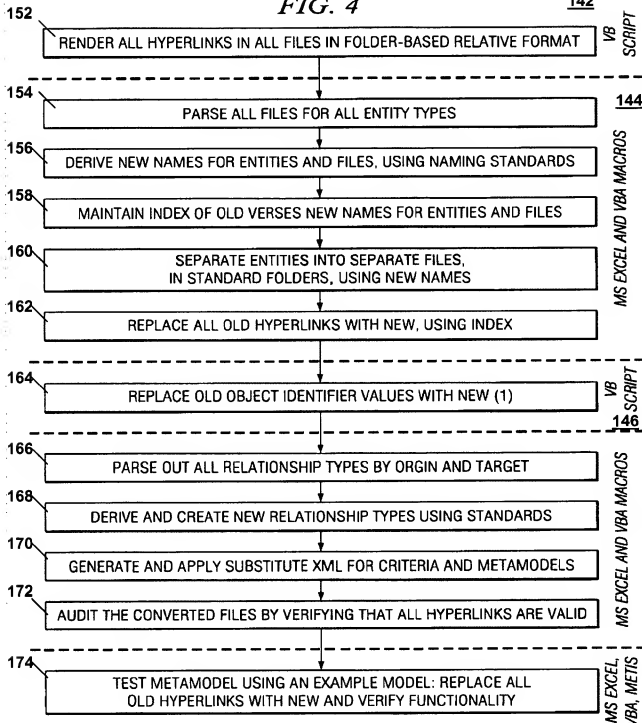 FIG. 4
142
152
RENDER ALL HYPERLINKS IN ALL FILES IN FOLDER-BASED RELATIVE FORMAT
VB
SCRIPT
154
144
PARSE ALL FILES FOR ALL ENTITY TYPES
156
DERIVE NEW NAMES FOR ENTITIES AND FILES, USING NAMING STANDARDS
158
MAINTAIN INDEX OF OLD VERSES NEW NAMES FOR ENTITIES AND FILES
160
SEPARATE ENTITIES INTO SEPARATE FILES,
IN STANDARD FOLDERS, USING NEW NAMES
162
REPLACE ALL OLD HYPERLINKS WITH NEW, USING INDEX
MS EXCEL AND VBA MACROS
164
REPLACE OLD OBJECT IDENTIFIER VALUES WITH NEW (1)
VB
SCRIPT
146
166
PARSE OUT ALL RELATIONSHIP TYPES BY ORGIN AND TARGET
168
DERIVE AND CREATE NEW RELATIONSHIP TYPES USING STANDARDS
170
GENERATE AND APPLY SUBSTITUTE XML FOR CRITERIA AND METAMODELS
172
AUDIT THE CONVERTED FILES BY VERIFYING THAT ALL HYPERLINKS ARE VALID
MS EXCEL AND VBA MACROS
174
TEST METAMODEL USING AN EXAMPLE MODEL: REPLACE ALL
OLD HYPERLINKS WITH NEW AND VERIFY FUNCTIONALITY
MS EXCEL,
VBA, METIS